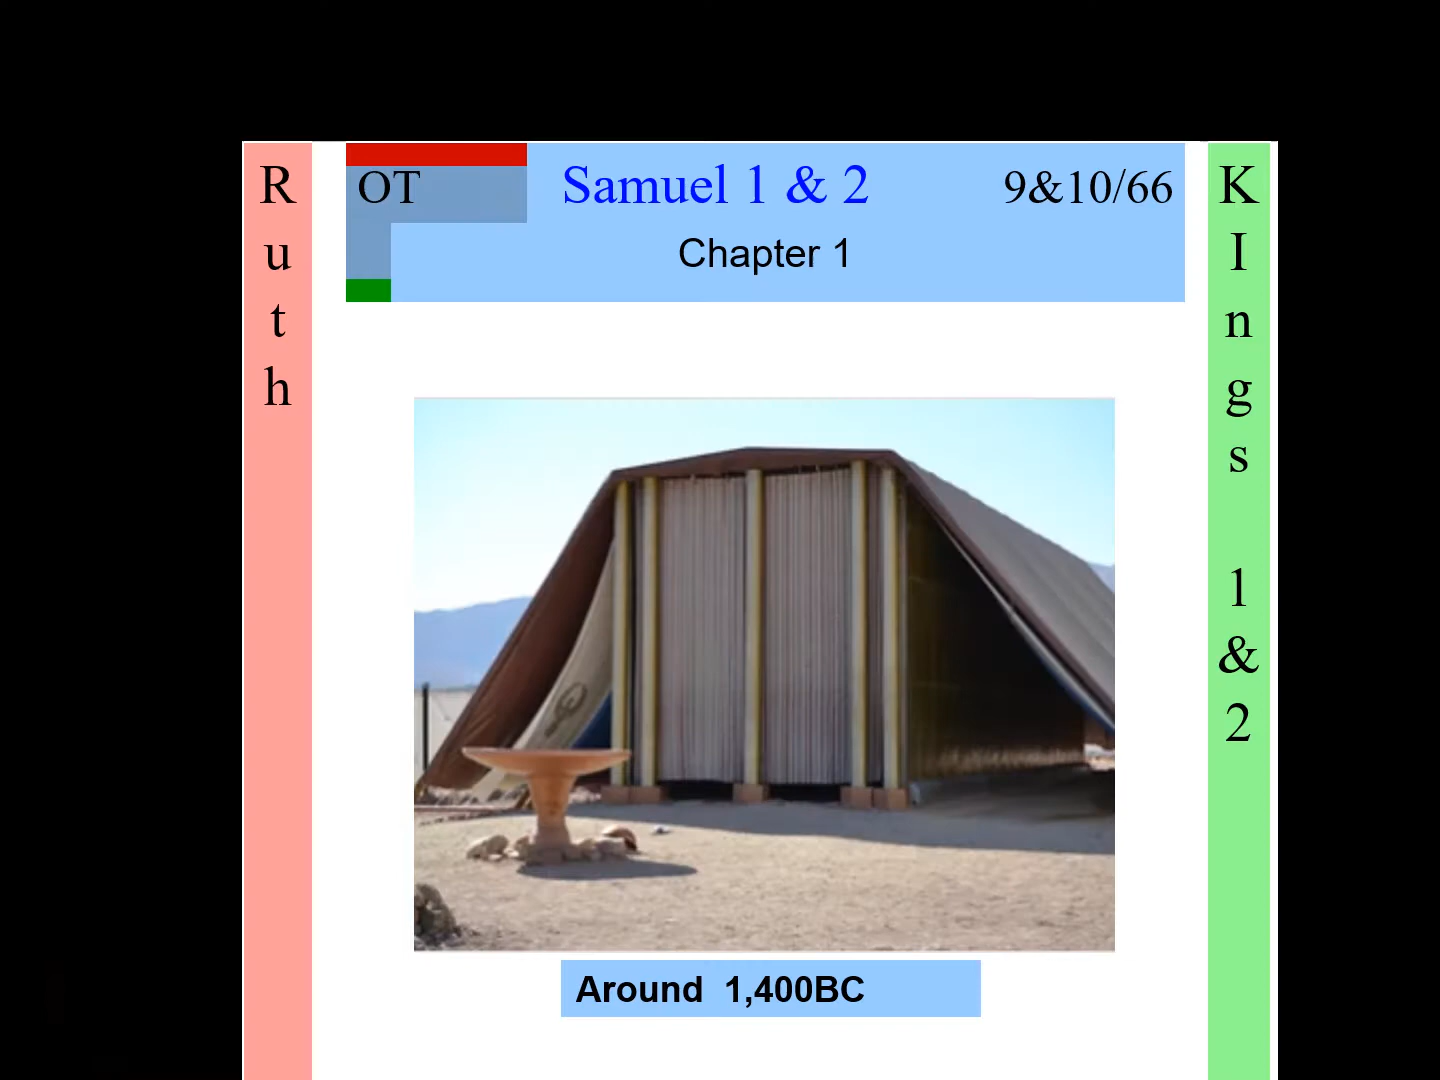 R
u
t
h
OT
Samuel 1 & 2
9&10/66
Chapter 1
Around 1,400BC
K
I
n
g
s
1
&
2